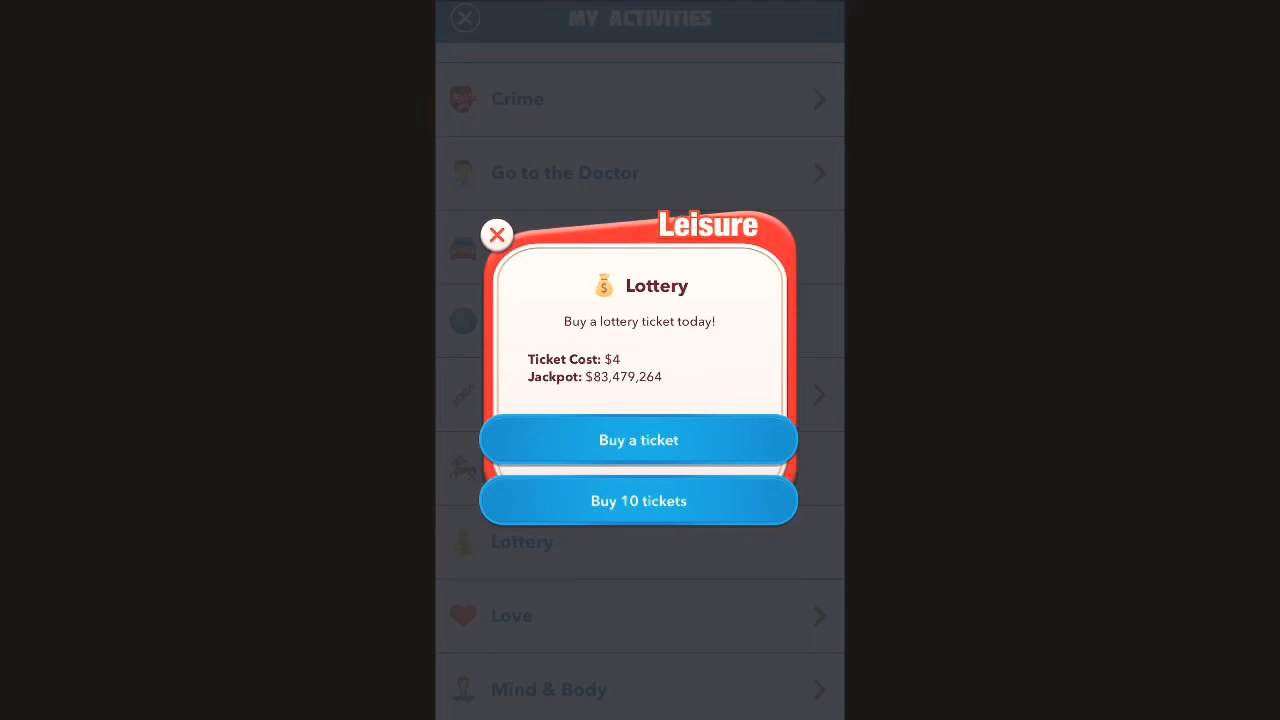 MY ACTIVITIES
Crime
Go to the Doctor
Leisure
Lottery
Buy a lottery ticket today!
Ticket Cost: $4
Jackpot: $83,479,264
Buy a ticket
Buy 10 tickets
Lottery
Love
Mind & Body